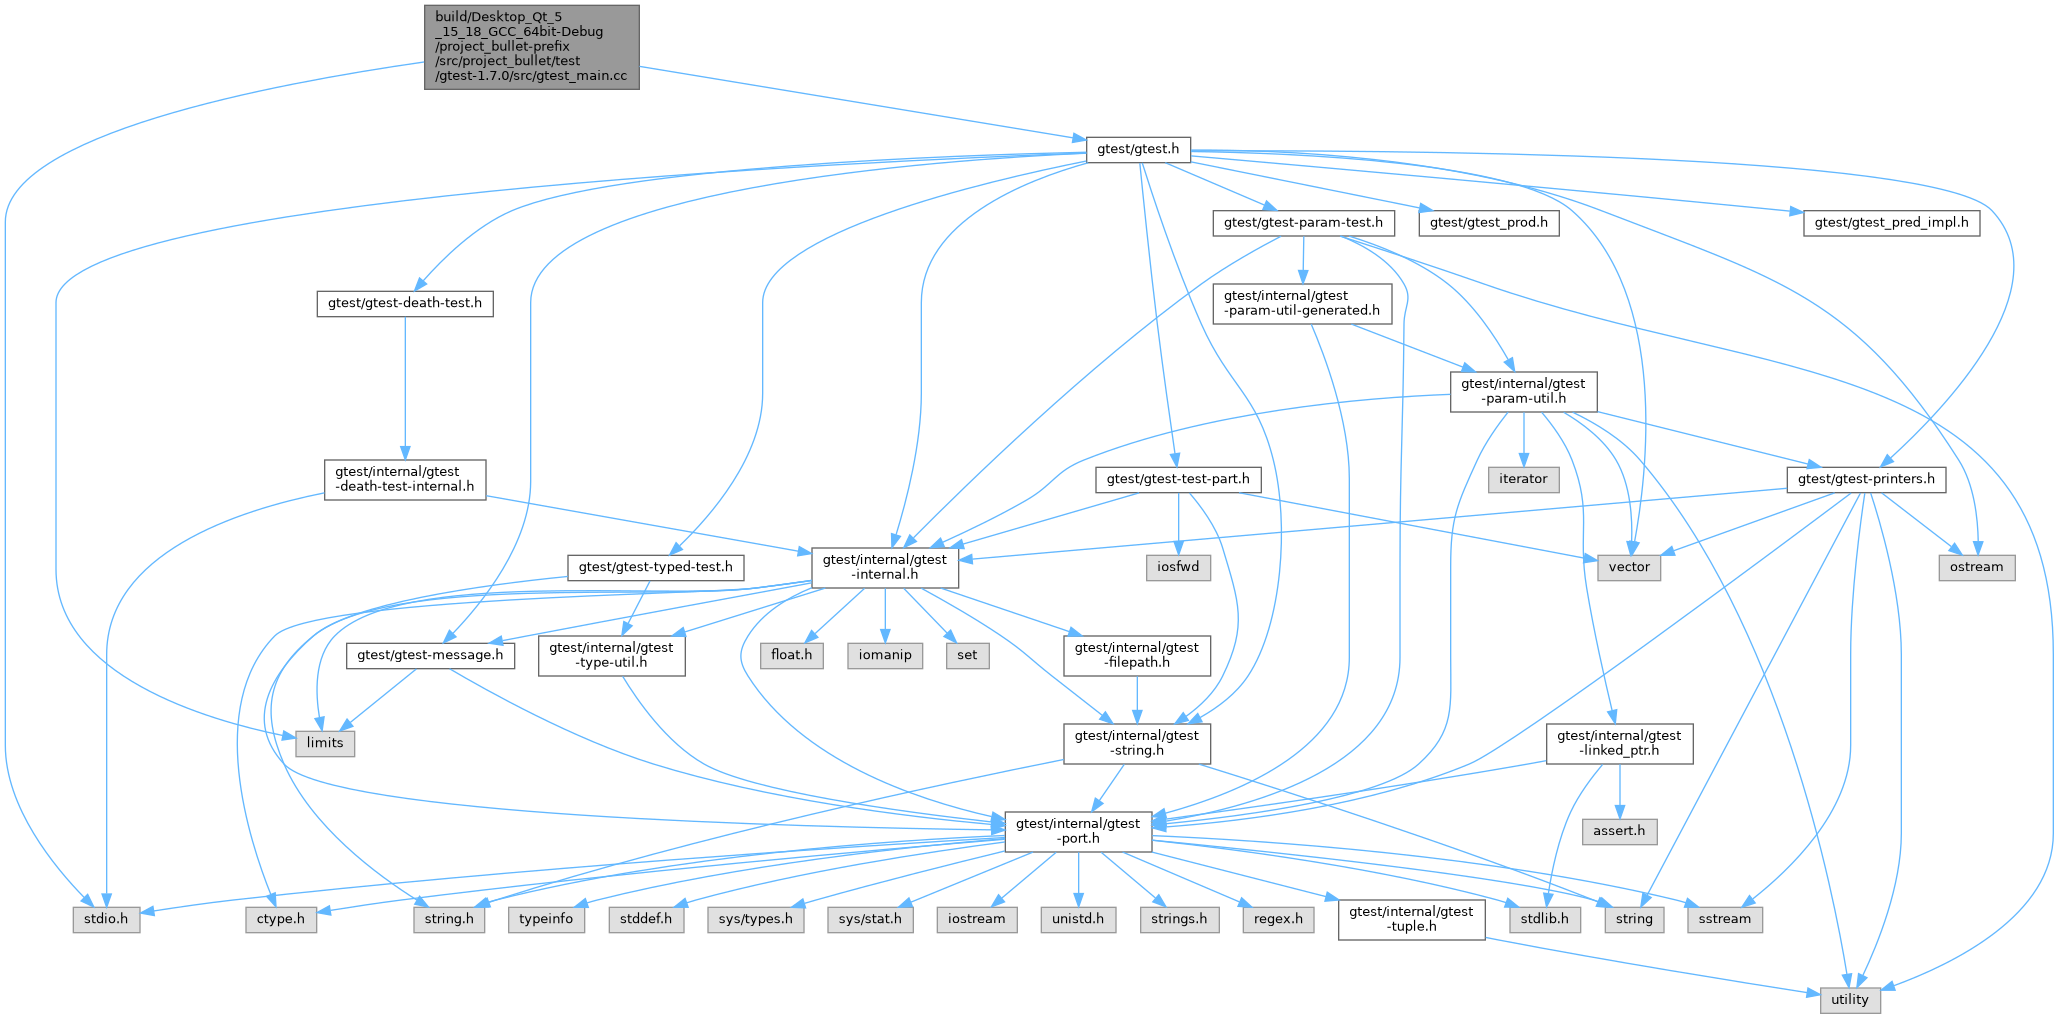 build/Desktop_Qt_5
_15_18_GCC_64bit-Debug
/project_bullet-prefix
/src/project_bullet/test
/gtest-1.7.0/src/gtest_main.cc
gtest/gtest.h
gtest/gtest-param-test.h
gtest/gtest_prod.h
gtest/gtest_pred_impl.h
gtest/gtest-death-test.h
gtest/internal/gtest
-param-util-generated.h
gtest/internal/gtest
-param-util.h
gtest/internal/gtest
-death-test-internal.h
gtest/gtest-test-part.h
iterator
gtest/gtest-printers.h
gtest/gtest-typed-test.h
gtest/internal/gtest
-internal.h
iosfwd
vector
ostream
gtest/gtest-message.h
gtest/internal/gtest
-type-util.h
float.h
iomanip
set
gtest/internal/gtest
-filepath.h
limits
gtest/internal/gtest
-string.h
gtest/internal/gtest
-linked_ptr.h
gtest/internal/gtest
-port.h
assert.h
stdio.h
ctype.h
string.h
typeinfo
stddef.h
sys/types.h
sys/stat.h
iostream
unistd.h
strings.h
regex.h
gtest/internal/gtest
-tuple.h
stdlib.h
string
sstream
utility